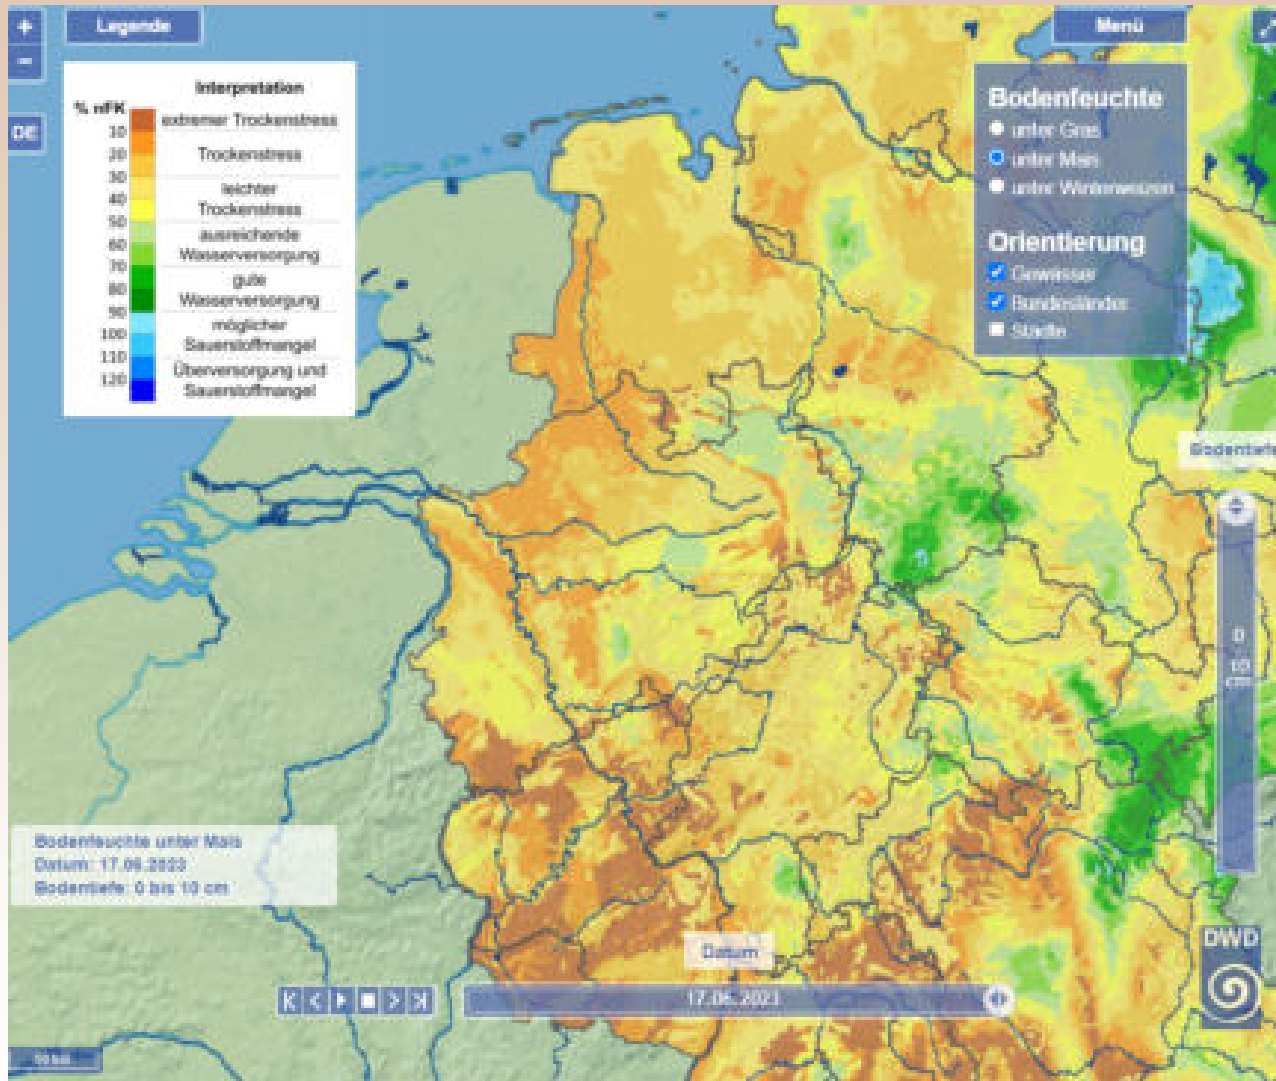 +
Legende
Menü
−
DE
Interpretation
% nFK
extremer Trockenstress
10
Trockenstress
20
30
leichter
40
Trockenstress
50
ausreichende
60
Wasserversorgung
70
gute
80
Wasserversorgung
90
möglicher
100
Sauerstoffmangel
110
Überversorgung und
120
Sauerstoffmangel
Bodenfeuchte
unter Gras
unter Mais
unter Winterweizen
Orientierung
Gewässer
Bundesländer
Städte
Bodentiefe
0
10
cm
Bodenfeuchte unter Mais
Datum: 17.06.2023
Bodentiefe: 0 bis 10 cm
Datum
17.06.2023
DWD